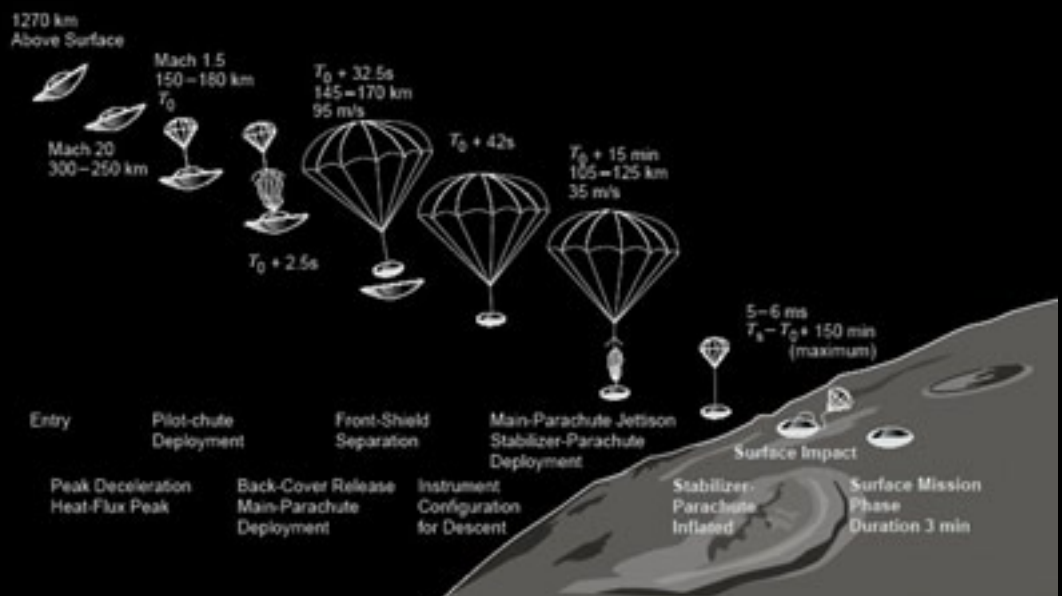 1270 km
Above Surface
Mach 20
300–250 km
Mach 1.5
150–180 km
T₀
T₀ + 2.5s
T₀ + 32.5s
145–170 km
95 m/s
T₀ + 42s
T₀ + 15 min
105–125 km
35 m/s
5–6 ms
Tₛ – T₀ + 150 min
(maximum)
Entry
Peak Deceleration
Heat-Flux Peak
Pilot-chute
Deployment
Back-Cover Release
Main-Parachute
Deployment
Front-Shield
Separation
Instrument
Configuration
for Descent
Main-Parachute Jettison
Stabilizer-Parachute
Deployment
Stabilizer-
Parachute
Inflated
Surface Impact
Surface Mission
Phase
Duration 3 min